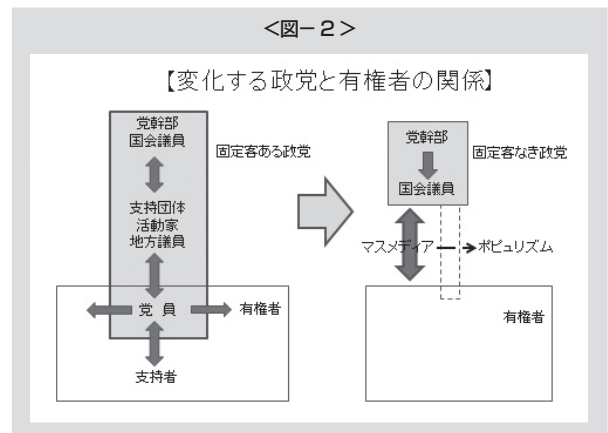 <図-2>
【変化する政党と有権者の関係】
党幹部
国会議員
固定客ある政党
支持団体
活動家
地方議員
党 員
有権者
支持者
党幹部
国会議員
固定客なき政党
マスメディア
ポピュリズム
有権者